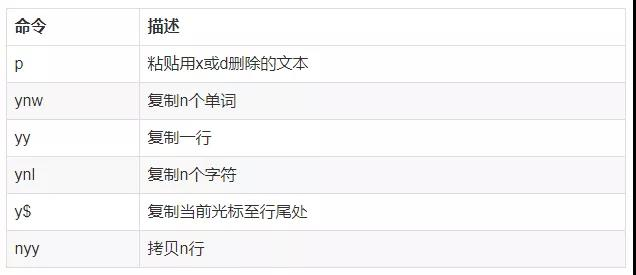 命令 描述
p 粘贴用x或d删除的文本
ynw 复制n个单词
yy 复制一行
ynl 复制n个字符
y$ 复制当前光标至行尾处
nyy 拷贝n行